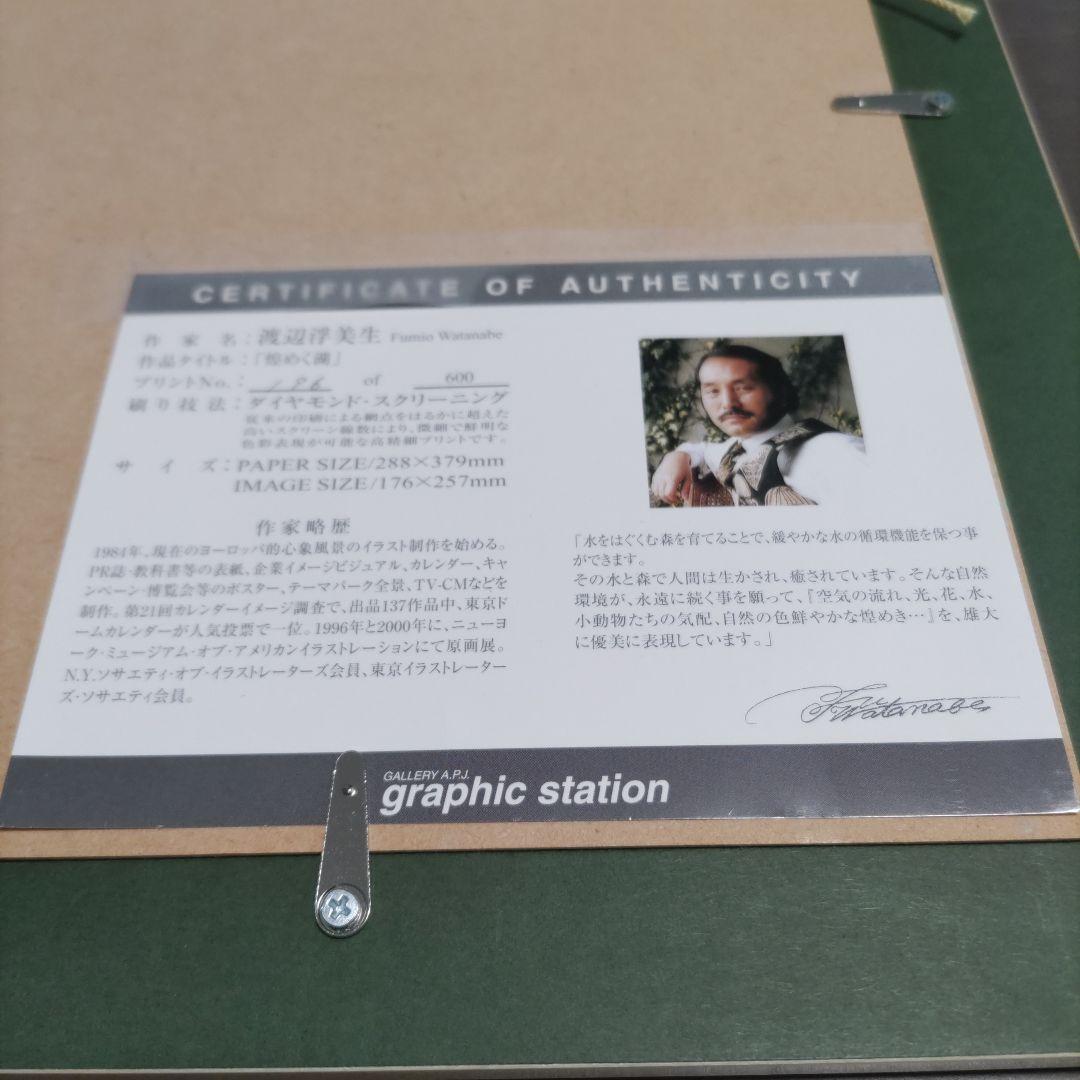 CERTIFICATE OF AUTHENTICITY
作 家 名：渡辺浮美生 Fumio Watanabe
作品タイトル：「煌めく湖」
プリントNo.： 196 of 600
刷り技法：ダイヤモンド・スクリーニング
従来の印刷による網点をはるかに超えた
高いスクリーン線数により、微細で鮮明な
色彩表現が可能な高精細プリントです。
サ イ ズ：PAPER SIZE/288×379mm
IMAGE SIZE/176×257mm
作家略歴
1984年、現在のヨーロッパ的心象風景のイラスト制作を始める。
PR誌・教科書等の表紙、企業イメージビジュアル、カレンダー、キャ
ンペーン・博覧会等のポスター、テーマパーク全景、TV-CMなどを
制作。第21回カレンダーイメージ調査で、出品137作品中、東京ド
ームカレンダーが人気投票で一位。1996年と2000年に、ニューヨ
ーク・ミュージアム・オブ・アメリカンイラストレーションにて原画展。
N.Y.ソサエティ・オブ・イラストレーターズ会員、東京イラストレーター
ズ・ソサエティ会員。
「水をはぐくむ森を育てることで、緩やかな水の循環機能を保つ事
ができます。
その水と森で人間は生かされ、癒されています。そんな自然
環境が、永遠に続く事を願って、『空気の流れ、光、花、水、
小動物たちの気配、自然の色鮮やかな煌めき…』を、雄大
に優美に表現しています。」
F Watanabe
GALLERY A.P.J.
graphic station